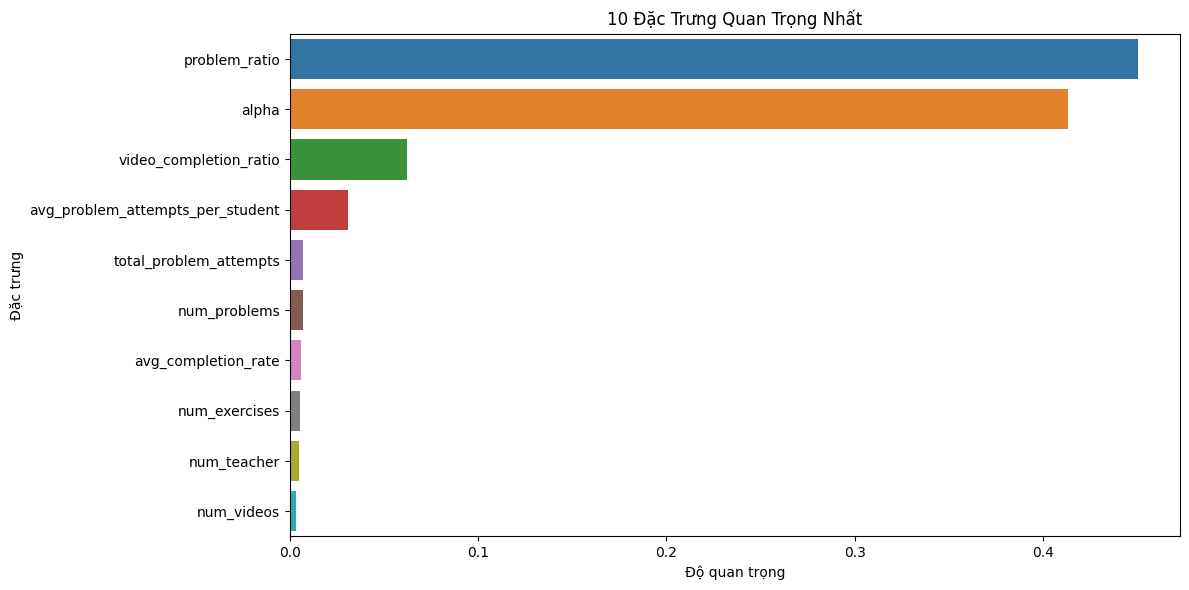 10 Đặc Trưng Quan Trọng Nhất
Đặc trưng
problem_ratio
alpha
video_completion_ratio
avg_problem_attempts_per_student
total_problem_attempts
num_problems
avg_completion_rate
num_exercises
num_teacher
num_videos
0.0 0.1 0.2 0.3 0.4
Độ quan trọng